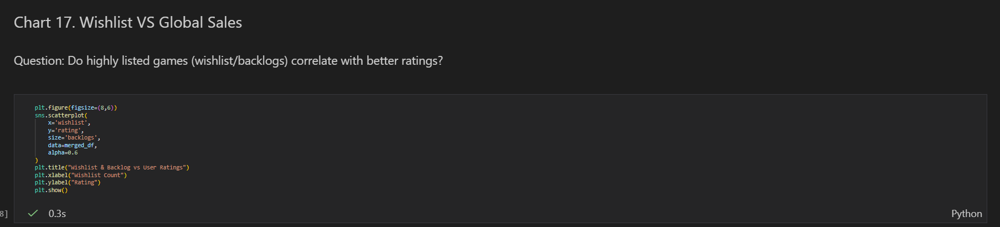 Chart 17. Wishlist VS Global Sales
Question: Do highly listed games (wishlist/backlogs) correlate with better ratings?
plt.figure(figsize=(8,6))
sns.scatterplot(
    x='wishlist',
    y='rating',
    size='backlogs',
    data=merged_df,
    alpha=0.6
)
plt.title("Wishlist & Backlog vs User Ratings")
plt.xlabel("Wishlist Count")
plt.ylabel("Rating")
plt.show()
8] 0.3s Python